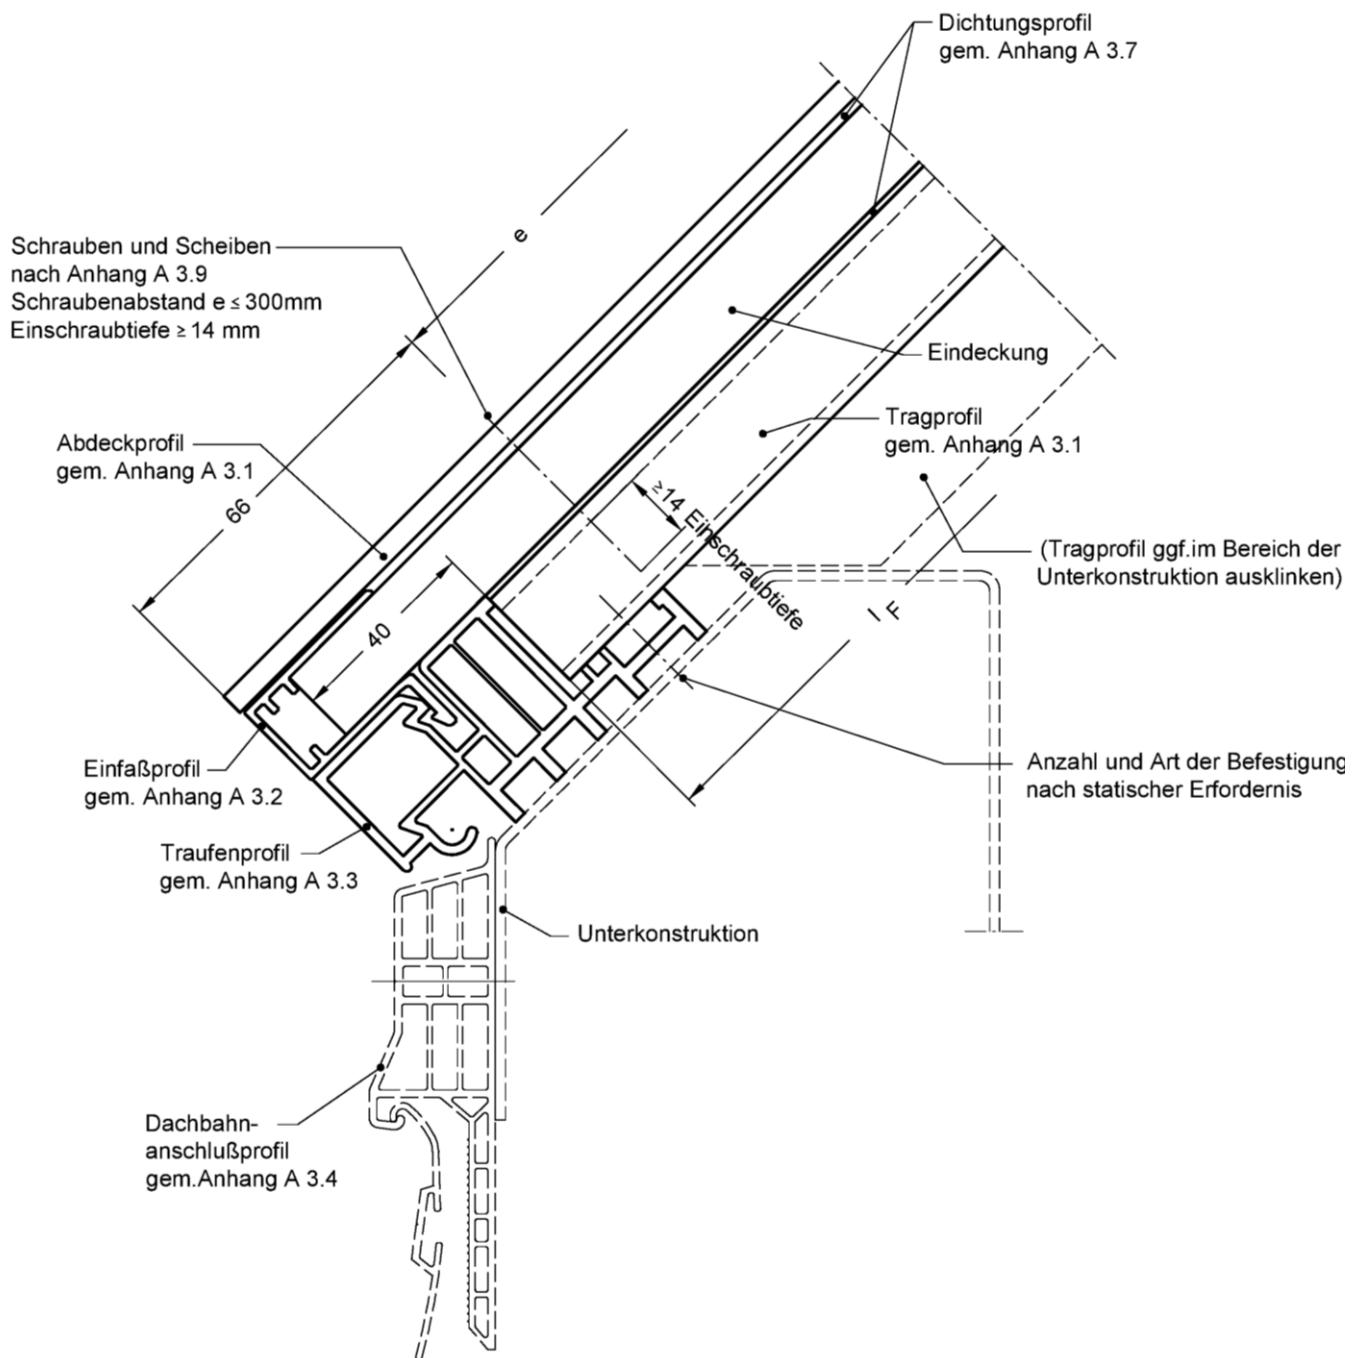 Dichtungsprofil
gem. Anhang A 3.7
e
Schrauben und Scheiben
nach Anhang A 3.9
Schraubenabstand e ≤ 300mm
Einschraubtiefe ≥ 14 mm
Eindeckung
Tragprofil
gem. Anhang A 3.1
Abdeckprofil
gem. Anhang A 3.1
66
≥14 Einschraubtiefe
(Tragprofil ggf.im Bereich der
Unterkonstruktion ausklinken)
l F
40
Einfaßprofil
gem. Anhang A 3.2
Anzahl und Art der Befestigung
nach statischer Erfordernis
Traufenprofil
gem. Anhang A 3.3
Unterkonstruktion
Dachbahn-
anschlußprofil
gem.Anhang A 3.4